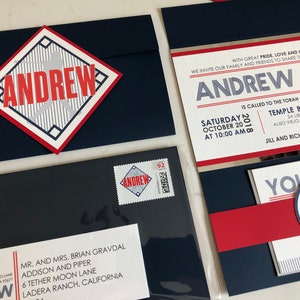 ANDREW
WITH GREAT PRIDE, LOVE AND
WE INVITE OUR FAMILY AND FRIENDS TO SHARE
ANDREW
IS CALLED TO THE TORAH
SATURDAY
OCTOBER 20
at 10:00 AM
2018
TEMPLE
JILL AND RICH
ANDREW
92
YOU
MR. AND MRS. BRIAN GRAVDAL
ADDISON AND PIPER
6 TETHER MOON LANE
LADERA RANCH, CALIFORNIA